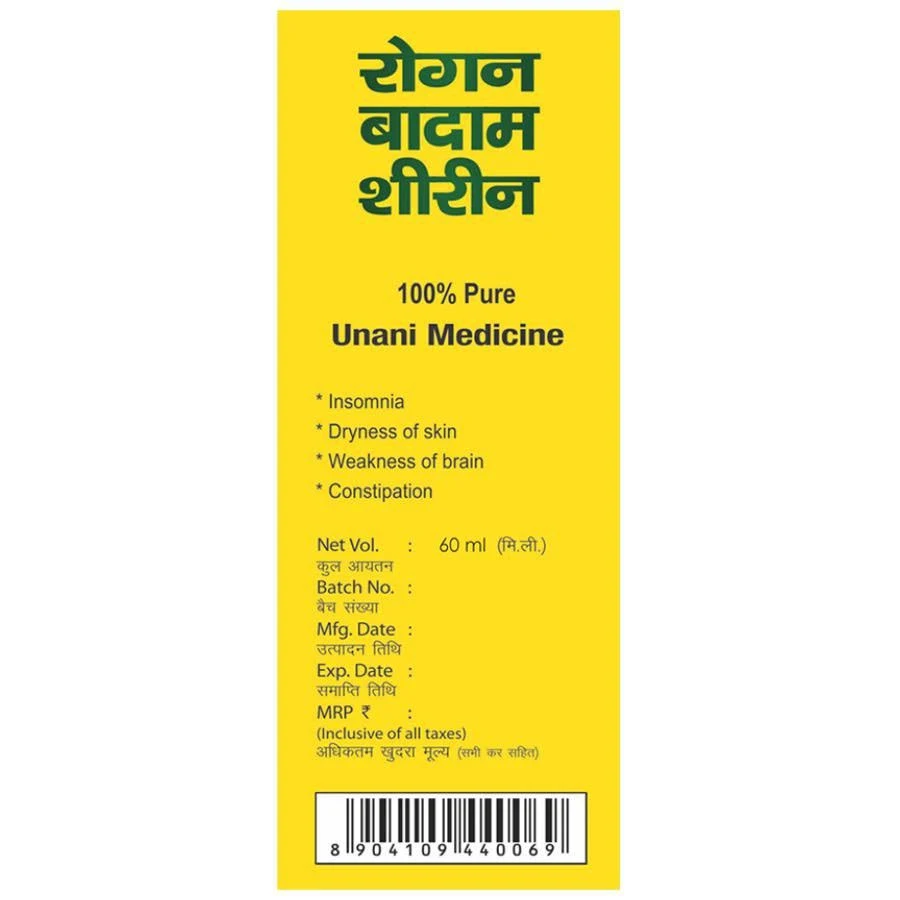 रोगन
बादाम
शीरीन
100% Pure
Unani Medicine
* Insomnia
* Dryness of skin
* Weakness of brain
* Constipation
Net Vol. : 60 ml (मि.ली.)
कुल आयतन
Batch No. :
बैच संख्या
Mfg. Date :
उत्पादन तिथि
Exp. Date :
समाप्ति तिथि
MRP ₹ :
(Inclusive of all taxes)
अधिकतम खुदरा मूल्य (सभी कर सहित)
8 904109 440069